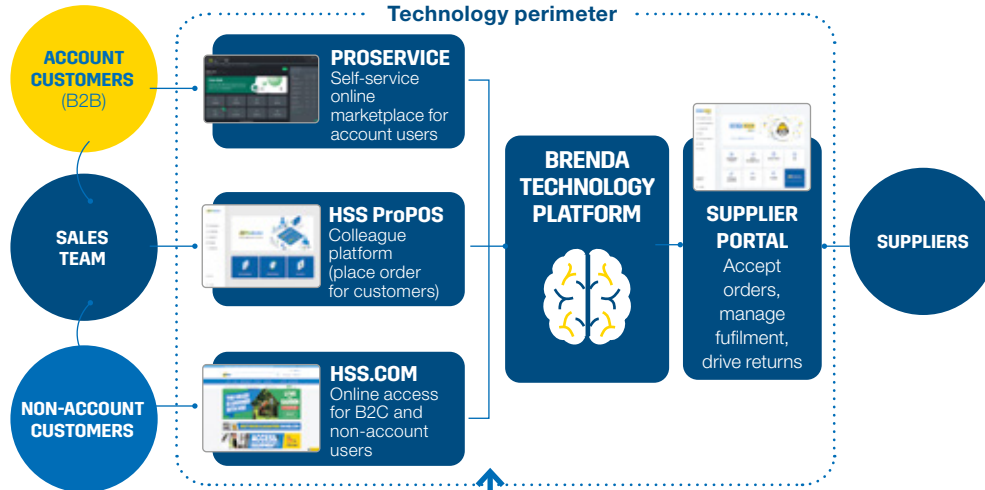 Technology perimeter
ACCOUNT
CUSTOMERS
(B2B)
PROSERVICE
Self-service
online
marketplace for
account users
SALES
TEAM
HSS ProPOS
Colleague
platform
(place order
for customers)
NON-ACCOUNT
CUSTOMERS
HSS.COM
Online access
for B2C and
non-account
users
BRENDA
TECHNOLOGY
PLATFORM
SUPPLIER
PORTAL
Accept
orders,
manage
fufilment,
drive returns
SUPPLIERS